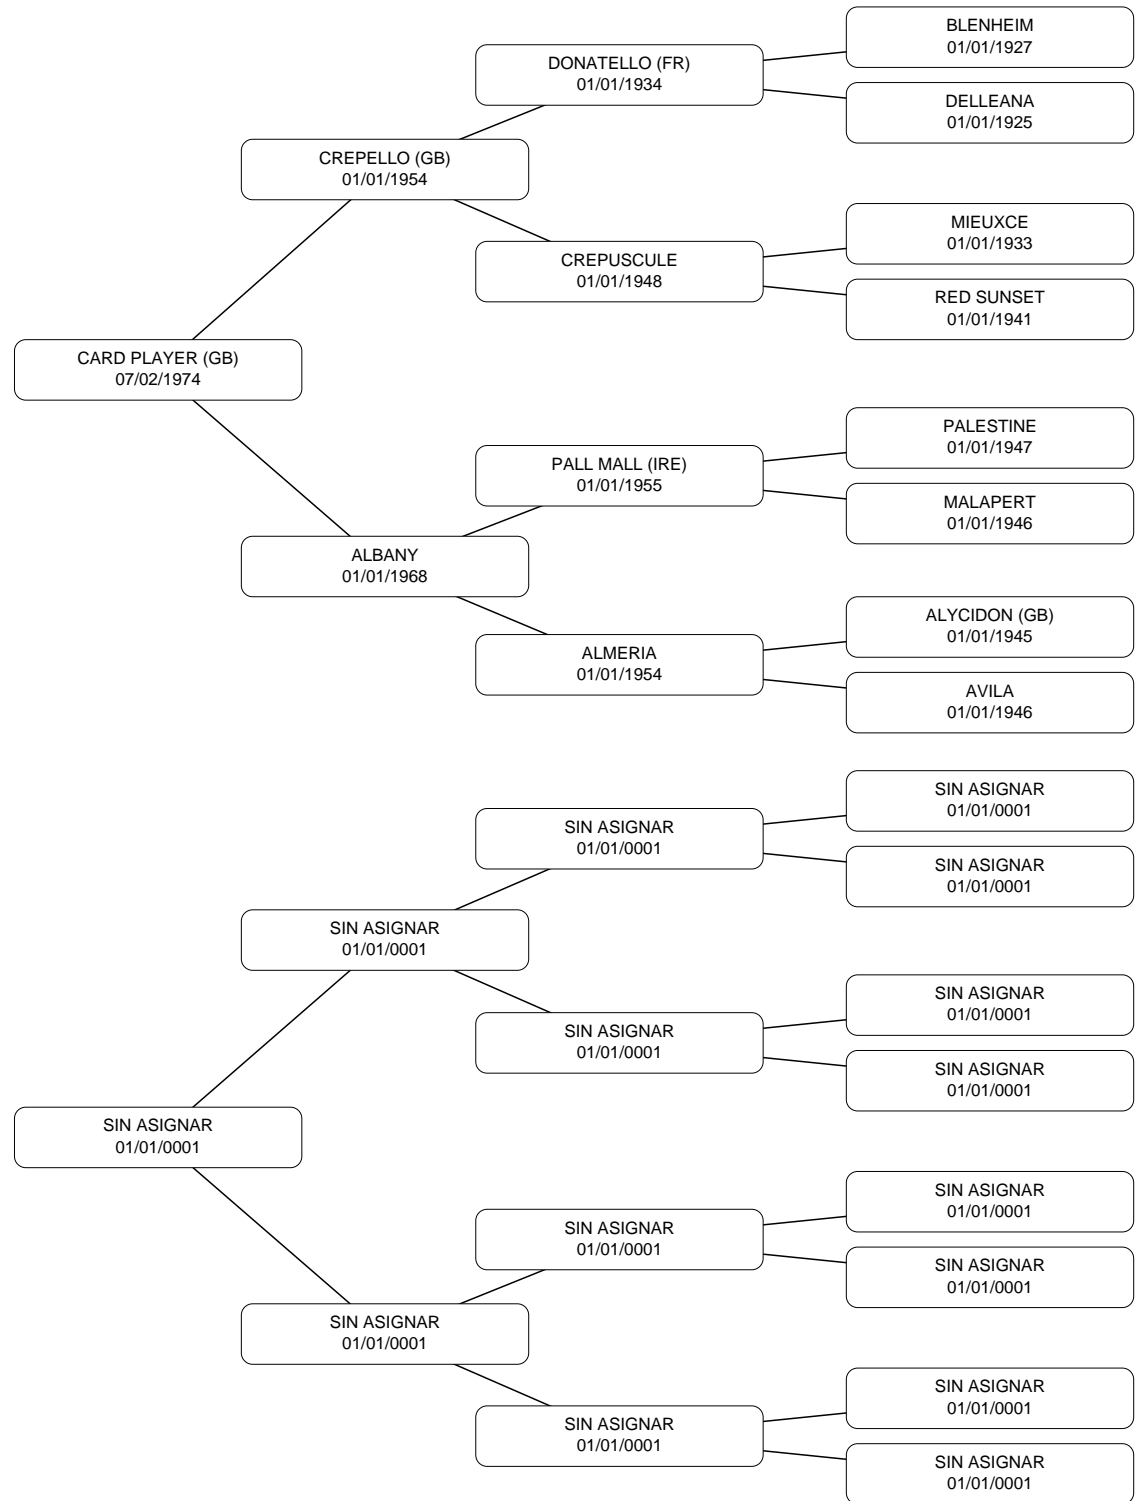 BLENHEIM
01/01/1927
DONATELLO (FR)
01/01/1934
DELLEANA
01/01/1925
CREPELLO (GB)
01/01/1954
MIEUXCE
01/01/1933
CREPUSCULE
01/01/1948
RED SUNSET
01/01/1941
CARD PLAYER (GB)
07/02/1974
PALESTINE
01/01/1947
PALL MALL (IRE)
01/01/1955
MALAPERT
01/01/1946
ALBANY
01/01/1968
ALYCIDON (GB)
01/01/1945
ALMERIA
01/01/1954
AVILA
01/01/1946
SIN ASIGNAR
01/01/0001
SIN ASIGNAR
01/01/0001
SIN ASIGNAR
01/01/0001
SIN ASIGNAR
01/01/0001
SIN ASIGNAR
01/01/0001
SIN ASIGNAR
01/01/0001
SIN ASIGNAR
01/01/0001
SIN ASIGNAR
01/01/0001
SIN ASIGNAR
01/01/0001
SIN ASIGNAR
01/01/0001
SIN ASIGNAR
01/01/0001
SIN ASIGNAR
01/01/0001
SIN ASIGNAR
01/01/0001
SIN ASIGNAR
01/01/0001
SIN ASIGNAR
01/01/0001